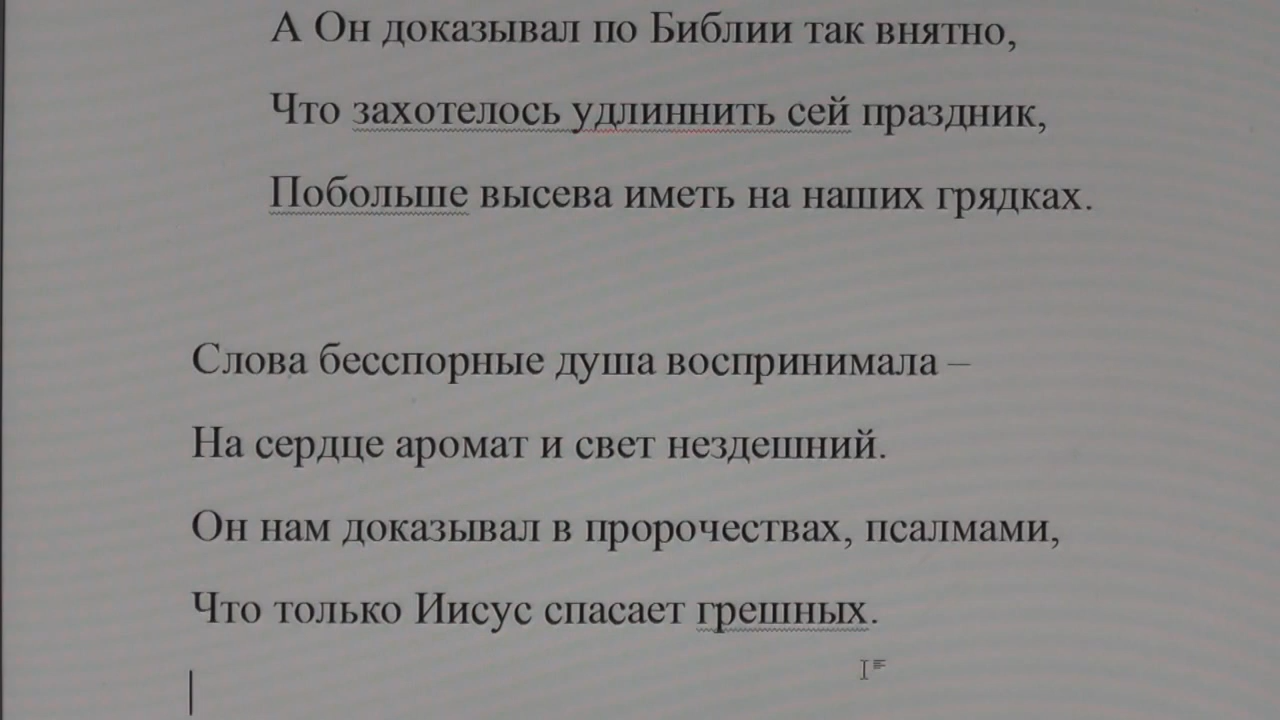 А Он доказывал по Библии так внятно,
Что захотелось удлиннить сей праздник,
Побольше высева иметь на наших грядках.
Слова бесспорные душа воспринимала –
На сердце аромат и свет нездешний.
Он нам доказывал в пророчествах, псалмами,
Что только Иисус спасает грешных.